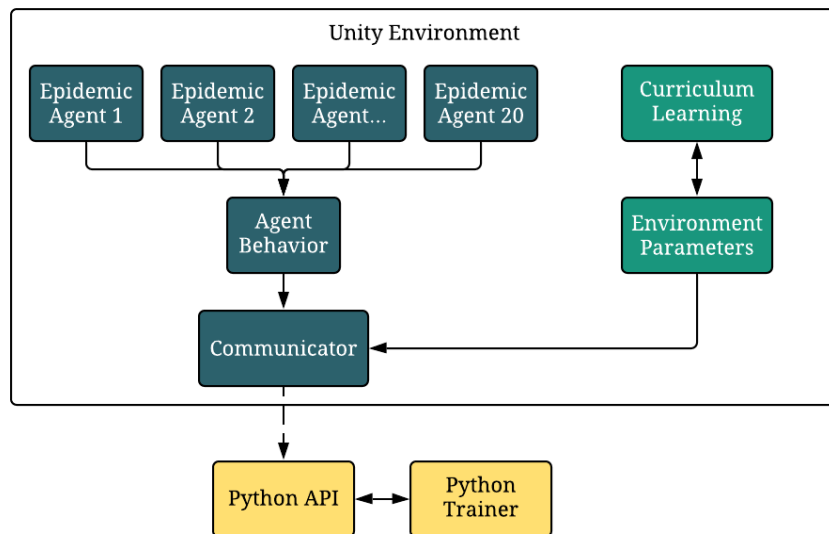 Unity Environment
Epidemic
Agent 1
Epidemic
Agent 2
Epidemic
Agent...
Epidemic
Agent 20
Curriculum
Learning
Agent
Behavior
Environment
Parameters
Communicator
Python API
Python
Trainer